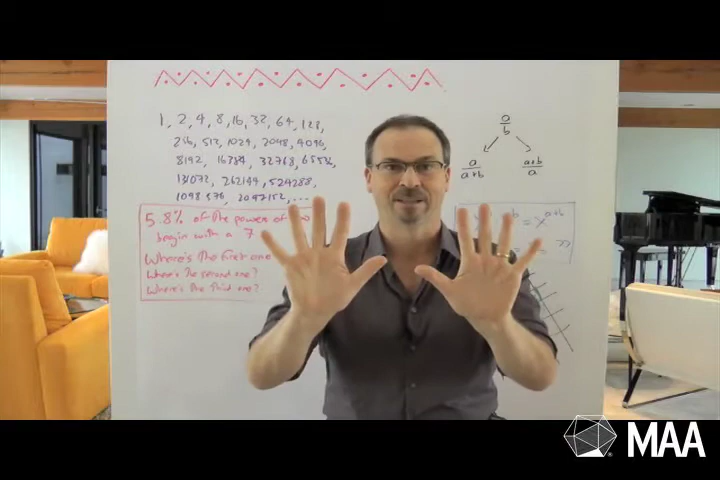 1, 2, 4, 8, 16, 32, 64, 128,
256, 512, 1024, 2048, 4096,
8192, 16384, 32768, 65536,
131072, 262144, 524288,
1098576, 2097152, ...
a/b
a/a+b
a+b/a
5.8% of the powers of
begin with a 7
Where's the first one
Where's the second one?
Where's the third one?
b = x^a+b
MAA